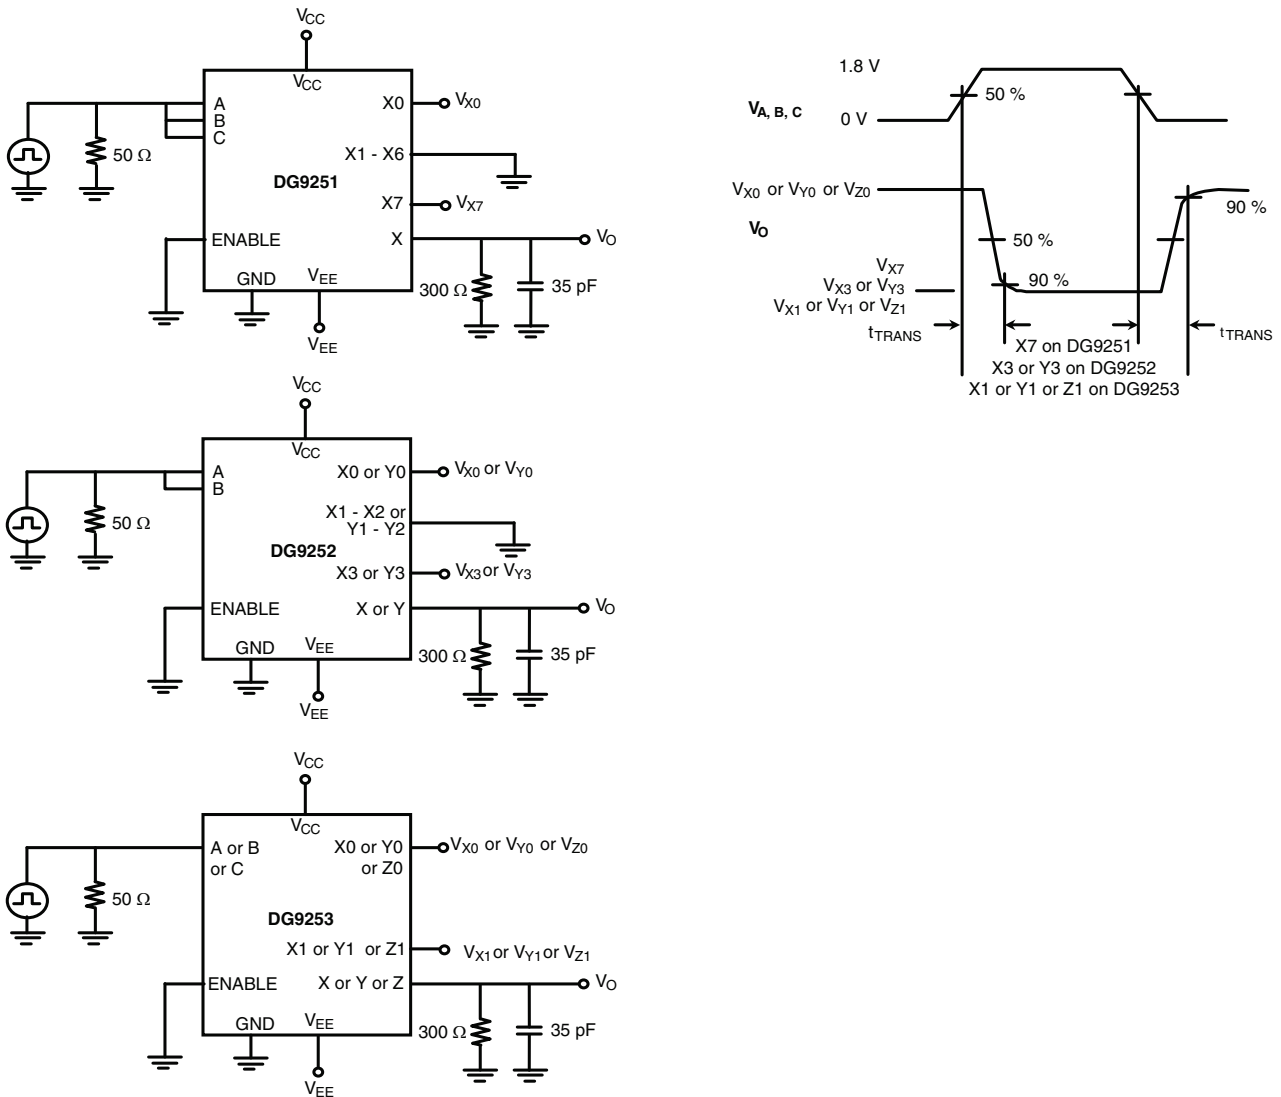 VCC
VCC
A
B
C
X0
VX0
50 Ω
X1 - X6
DG9251
X7
VX7
ENABLE
X
VO
GND
VEE
300 Ω
35 pF
VEE
VCC
VCC
A
B
X0 or Y0
VX0 or VY0
50 Ω
X1 - X2 or
Y1 - Y2
DG9252
X3 or Y3
VX3 or VY3
ENABLE
X or Y
VO
GND
VEE
300 Ω
35 pF
VEE
VCC
VCC
A or B
or C
X0 or Y0
or Z0
VX0 or VY0 or VZ0
50 Ω
DG9253
X1 or Y1 or Z1
VX1 or VY1 or VZ1
ENABLE
X or Y or Z
VO
GND
VEE
300 Ω
35 pF
VEE
1.8 V
50 %
VA, B, C
0 V
VX0 or VY0 or VZ0
90 %
VO
50 %
VX7
VX3 or VY3
VX1 or VY1 or VZ1
90 %
tTRANS
tTRANS
X7 on DG9251
X3 or Y3 on DG9252
X1 or Y1 or Z1 on DG9253